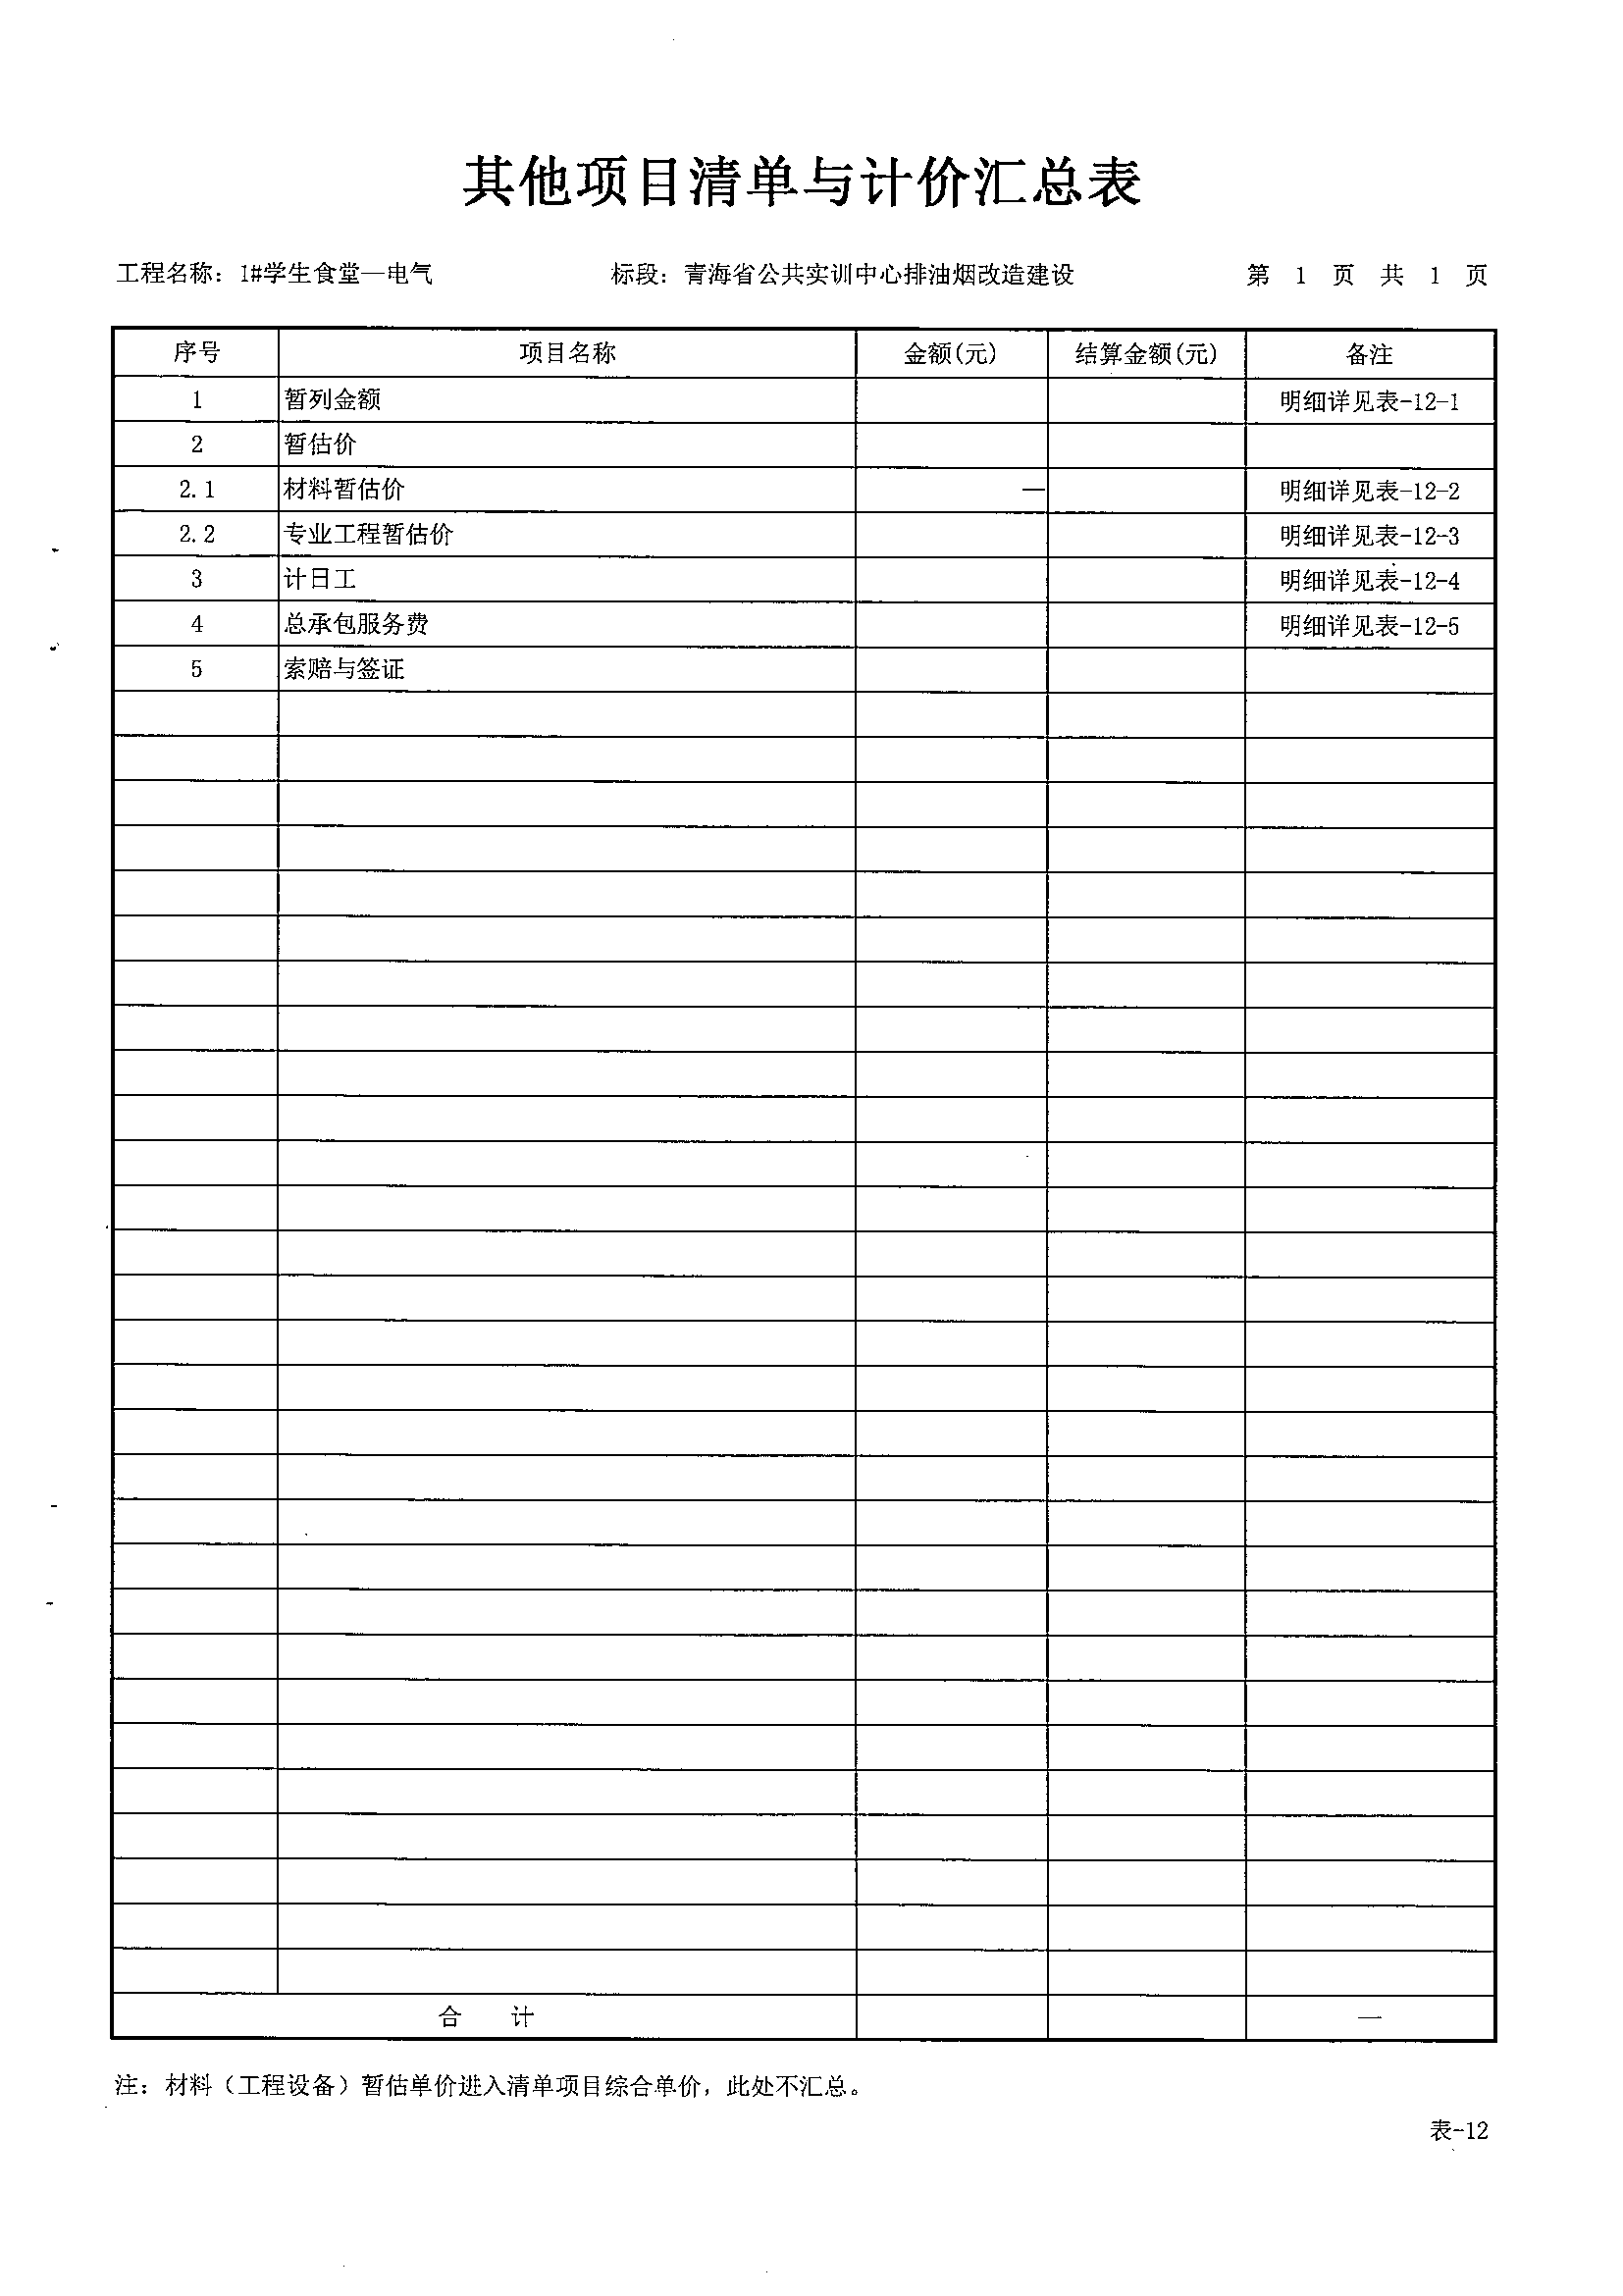 其他项目清单与计价汇总表
工程名称：1#学生食堂—电气 标段：青海省公共实训中心排油烟改造建设 第 1 页 共 1 页
序号 项目名称 金额(元) 结算金额(元) 备注
1 暂列金额 明细详见表-12-1
2 暂估价
2.1 材料暂估价 — 明细详见表-12-2
2.2 专业工程暂估价 明细详见表-12-3
3 计日工 明细详见表-12-4
4 总承包服务费 明细详见表-12-5
5 索赔与签证
合 计 —
注：材料（工程设备）暂估单价进入清单项目综合单价，此处不汇总。
表-12